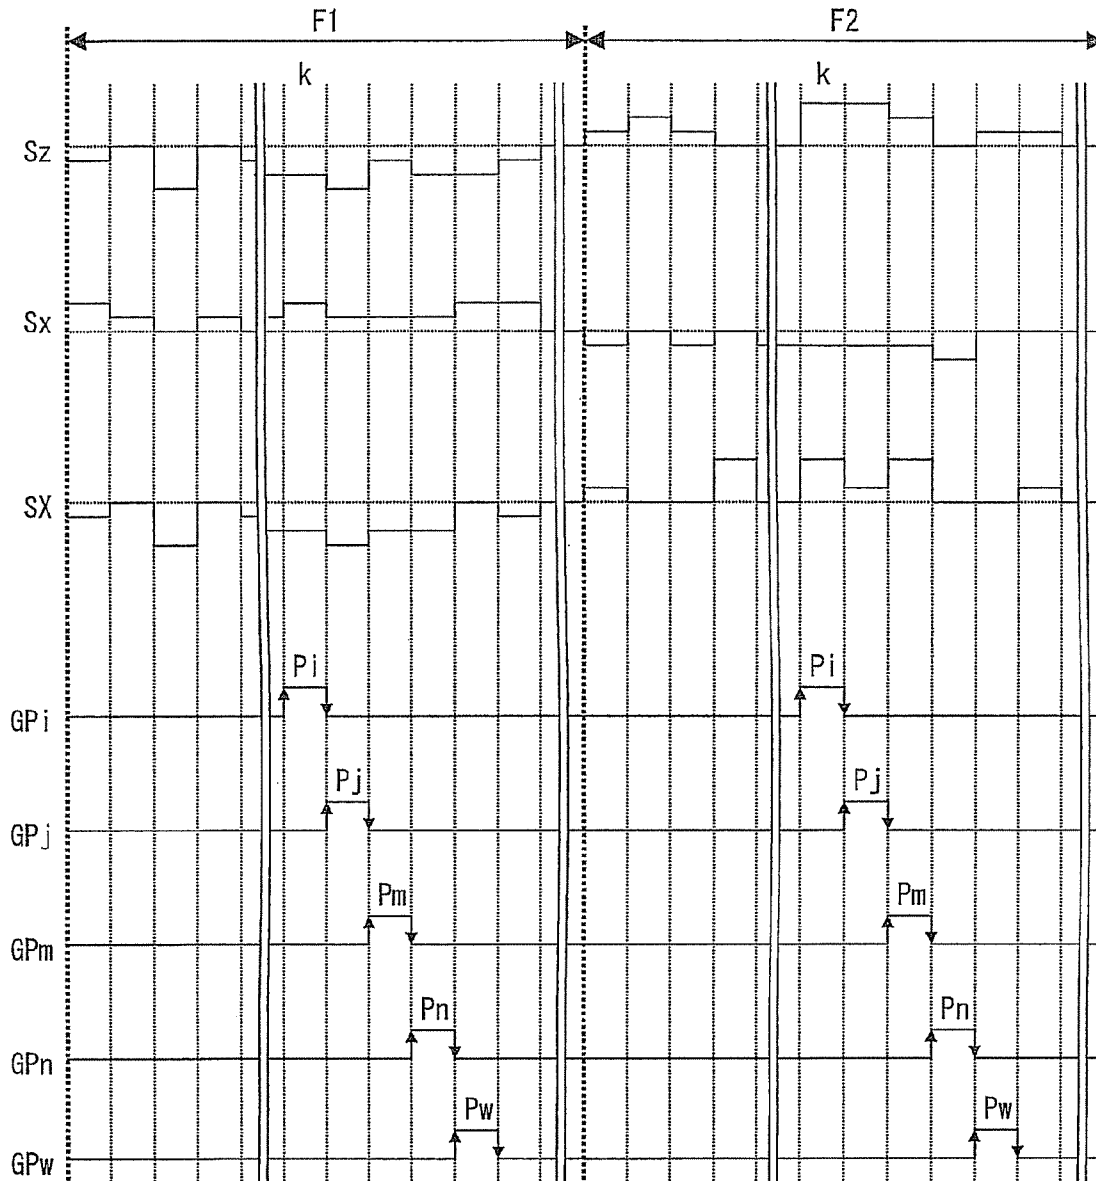 F1 F2
k k
Sz
Sx
SX
Pi Pi
GPi
Pj Pj
GPj
Pm Pm
GPm
Pn Pn
GPn
Pw Pw
GPw